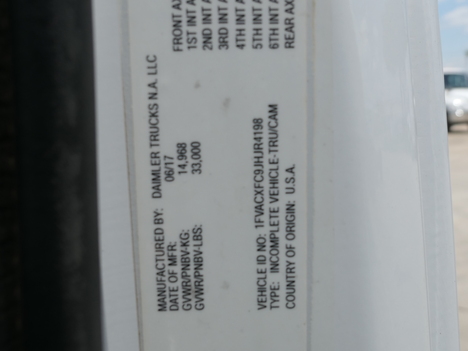 MANUFACTURED BY: DAIMLER TRUCKS N.A. LLC
DATE OF MFR: 06/17
GVWR/PNBV-KG: 14,968
GVWR/PNBV-LBS: 33,000
FRONT AX
1ST INT A
2ND INT A
3RD INT A
4TH INT A
5TH INT A
6TH INT A
REAR AX
VEHICLE ID NO: 1FVACXFC9JHJR4198
TYPE: INCOMPLETE VEHICLE-TRU/CAM
COUNTRY OF ORIGIN: U.S.A.